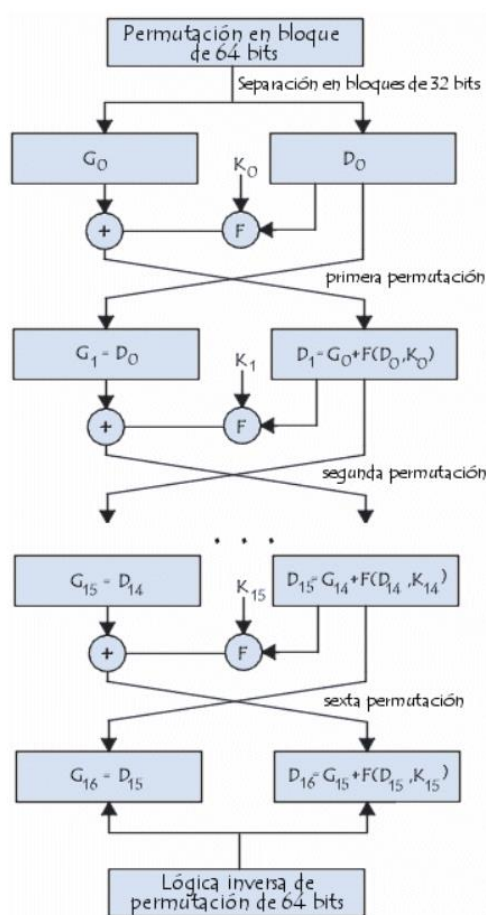 Permutación en bloque
de 64 bits
Separación en bloques de 32 bits
G₀
K₀
D₀
+
F
primera permutación
G₁ = D₀
K₁
D₁=G₀+F(D₀,K₀)
+
F
segunda permutación
. . .
G₁₅ = D₁₄
K₁₅
D₁₅=G₁₄+F(D₁₄,K₁₄)
+
F
sexta permutación
G₁₆ = D₁₅
D₁₆=G₁₅+F(D₁₅,K₁₅)
Lógica inversa de
permutación de 64 bits